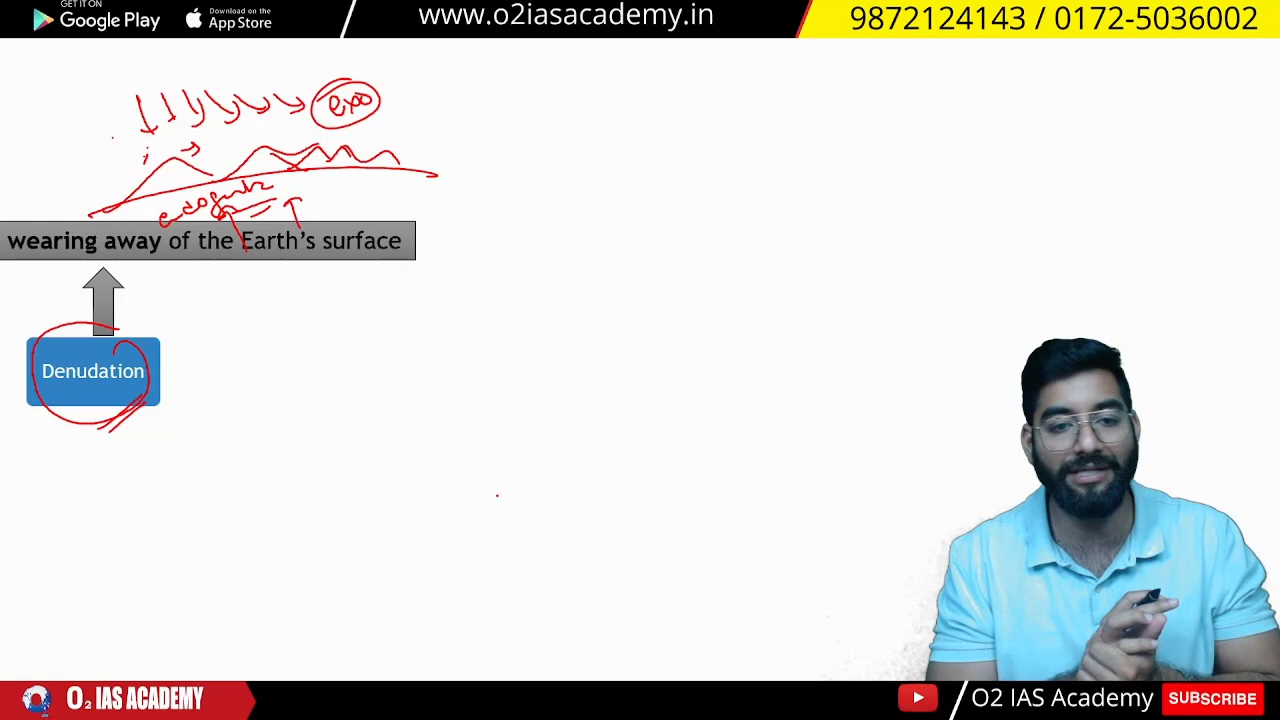 GET IT ON
Google Play
Download on the
App Store
www.o2iasacademy.in
9872124143 / 0172-5036002
exo
endogenic
wearing away of the Earth's surface
Denudation
O2 IAS ACADEMY
O2 IAS Academy
SUBSCRIBE